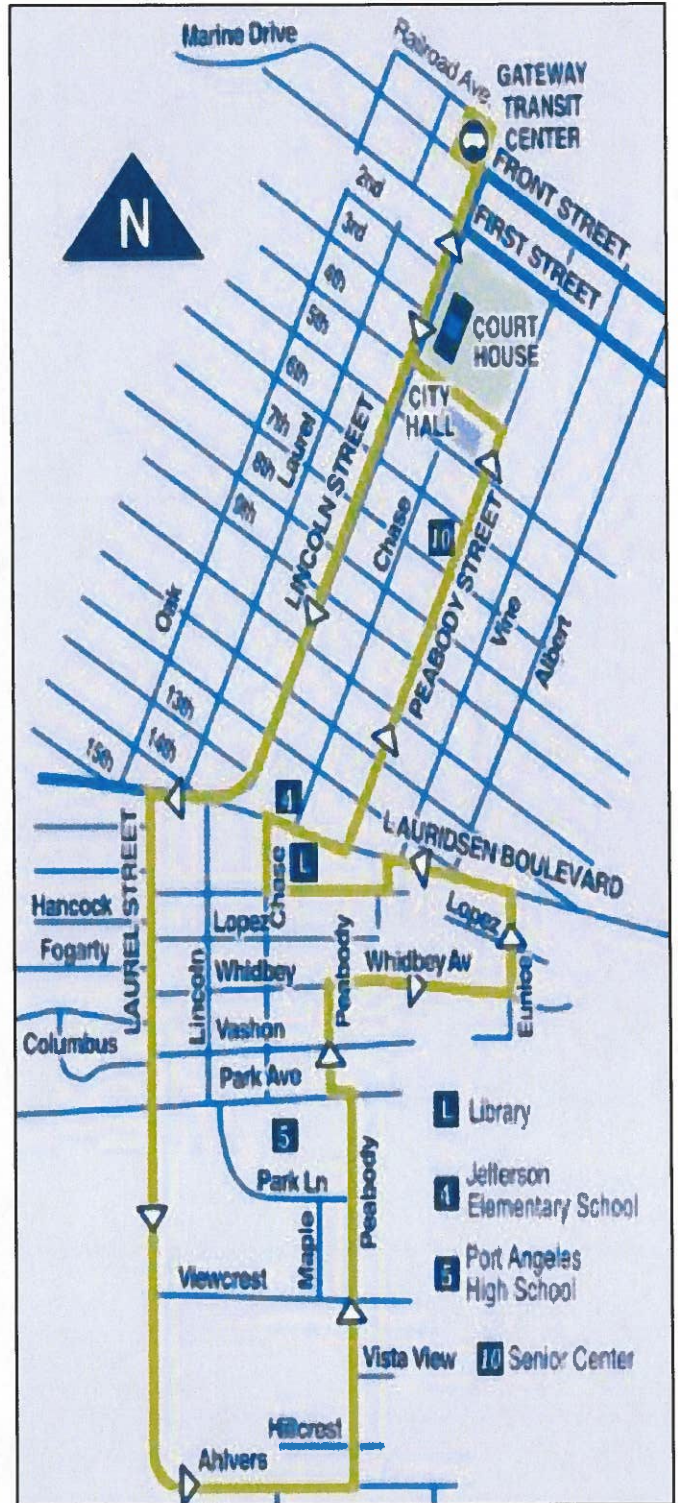 Marine Drive
Railroad Ave.
GATEWAY
TRANSIT
CENTER
N
FRONT STREET
FIRST STREET
2nd
3rd
4th
5th
6th
7th
8th
9th
Laurel
COURT
HOUSE
CITY
HALL
LINCOLN STREET
Chase
10
PEABODY STREET
Vine
Albert
Oak
13th
14th
15th
4
LAURIDSEN BOULEVARD
LAUREL STREET
Chase
L
Hancock
Lopez
Lopez
Fogarty
Lincoln
Whidbey
Peabody
Whidbey Av
Eunice
Columbus
Vashon
Park Ave
5
Park Ln
Maple
Peabody
Viewcrest
Vista View
Hillcrest
Ahlvers
L Library
4 Jefferson
Elementary School
5 Port Angeles
High School
10 Senior Center